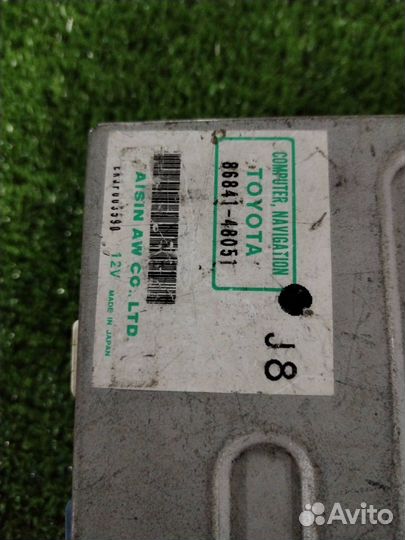 COMPUTER, NAVIGATION
TOYOTA
86841-48051
J8
AISIN AW CO., LTD.
12V MADE IN JAPAN
Avito